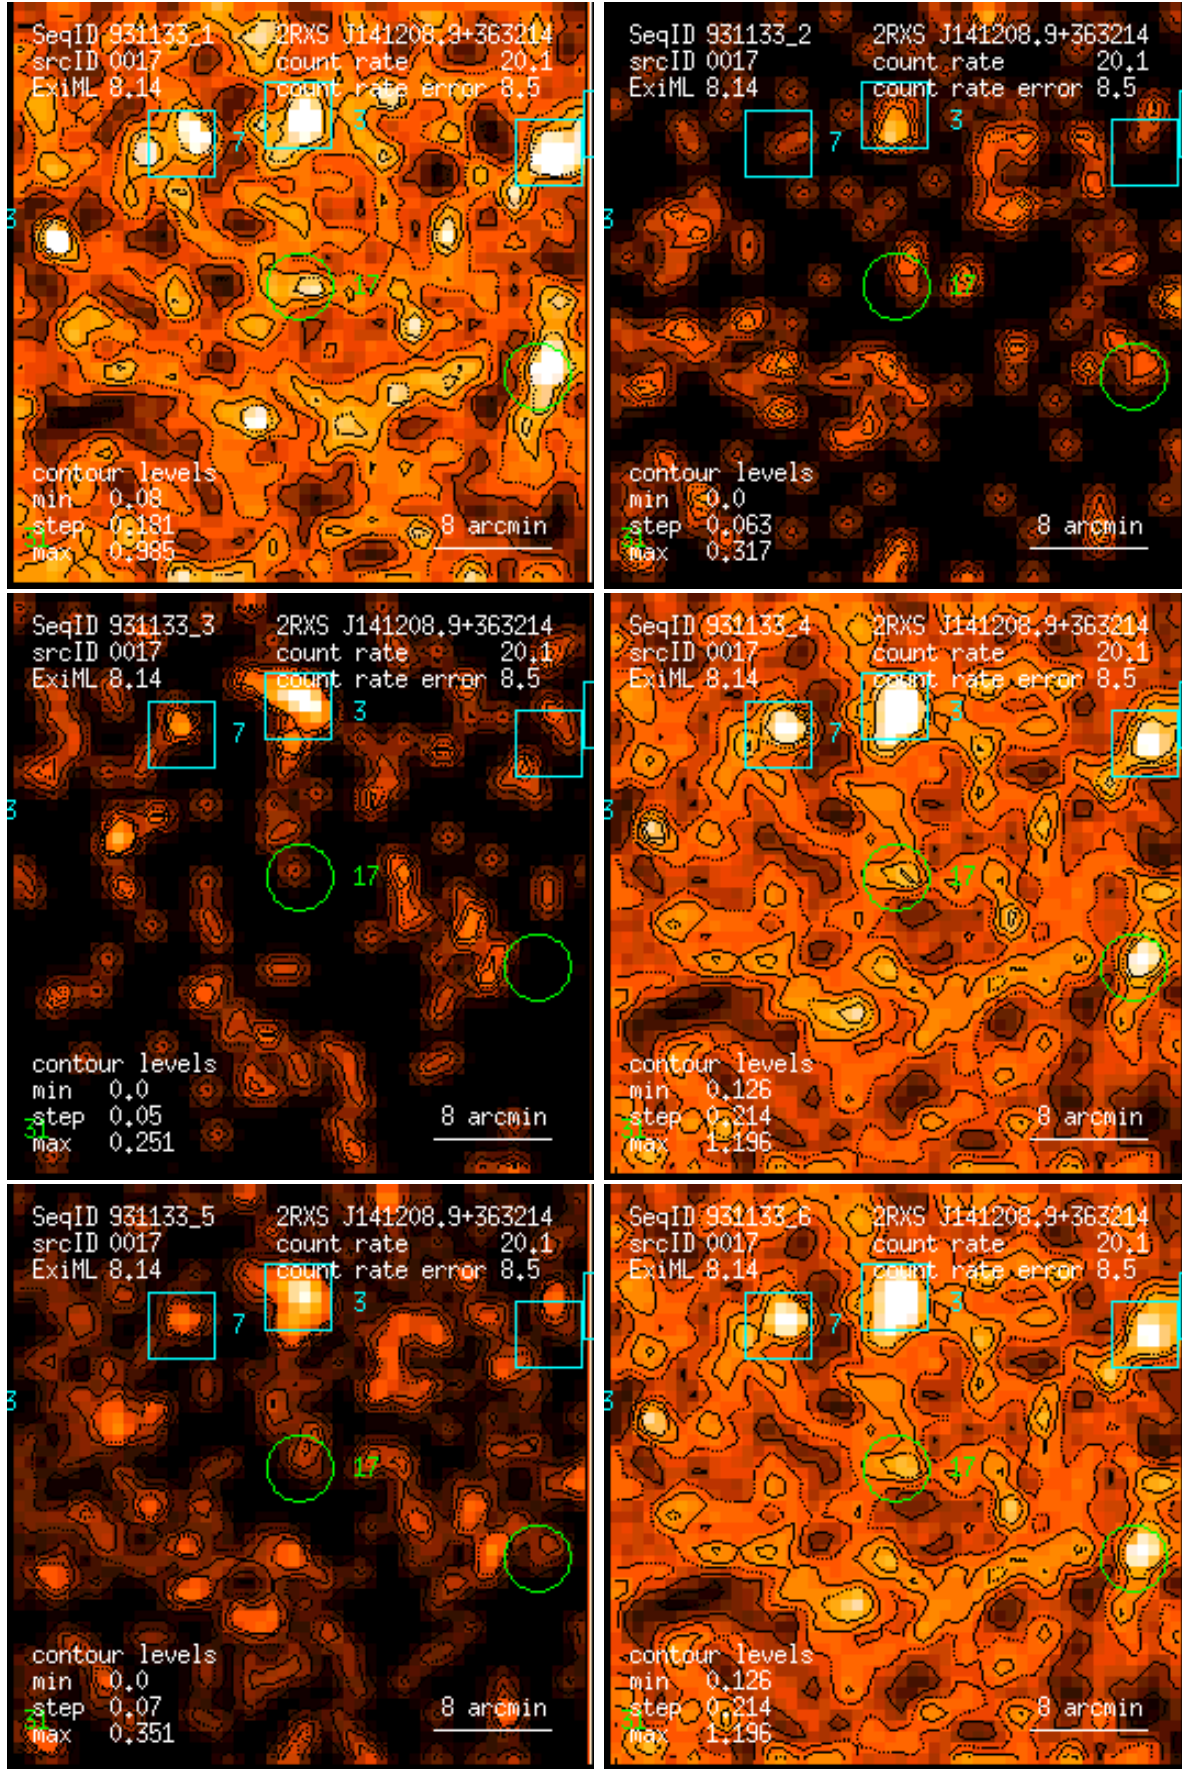 SeqID 931133_1 2RXS J141208.9+363214
srcID 0017 count rate 20.1
ExiML 8.14 count rate error 8.5
7
3
3
17
contour levels
min 0.08
step 0.181
31
max 0.985
8 arcmin
SeqID 931133_2 2RXS J141208.9+363214
srcID 0017 count rate 20.1
ExiML 8.14 count rate error 8.5
7
3
3
17
contour levels
min 0.0
step 0.063
31
max 0.317
8 arcmin
SeqID 931133_3 2RXS J141208.9+363214
srcID 0017 count rate 20.1
ExiML 8.14 count rate error 8.5
7
3
3
17
contour levels
min 0.0
step 0.05
31
max 0.251
8 arcmin
SeqID 931133_4 2RXS J141208.9+363214
srcID 0017 count rate 20.1
ExiML 8.14 count rate error 8.5
7
3
3
17
contour levels
min 0.126
step 0.214
31
max 1.196
8 arcmin
SeqID 931133_5 2RXS J141208.9+363214
srcID 0017 count rate 20.1
ExiML 8.14 count rate error 8.5
7
3
3
17
contour levels
min 0.0
step 0.07
31
max 0.351
8 arcmin
SeqID 931133_6 2RXS J141208.9+363214
srcID 0017 count rate 20.1
ExiML 8.14 count rate error 8.5
7
3
3
17
contour levels
min 0.126
step 0.214
31
max 1.196
8 arcmin